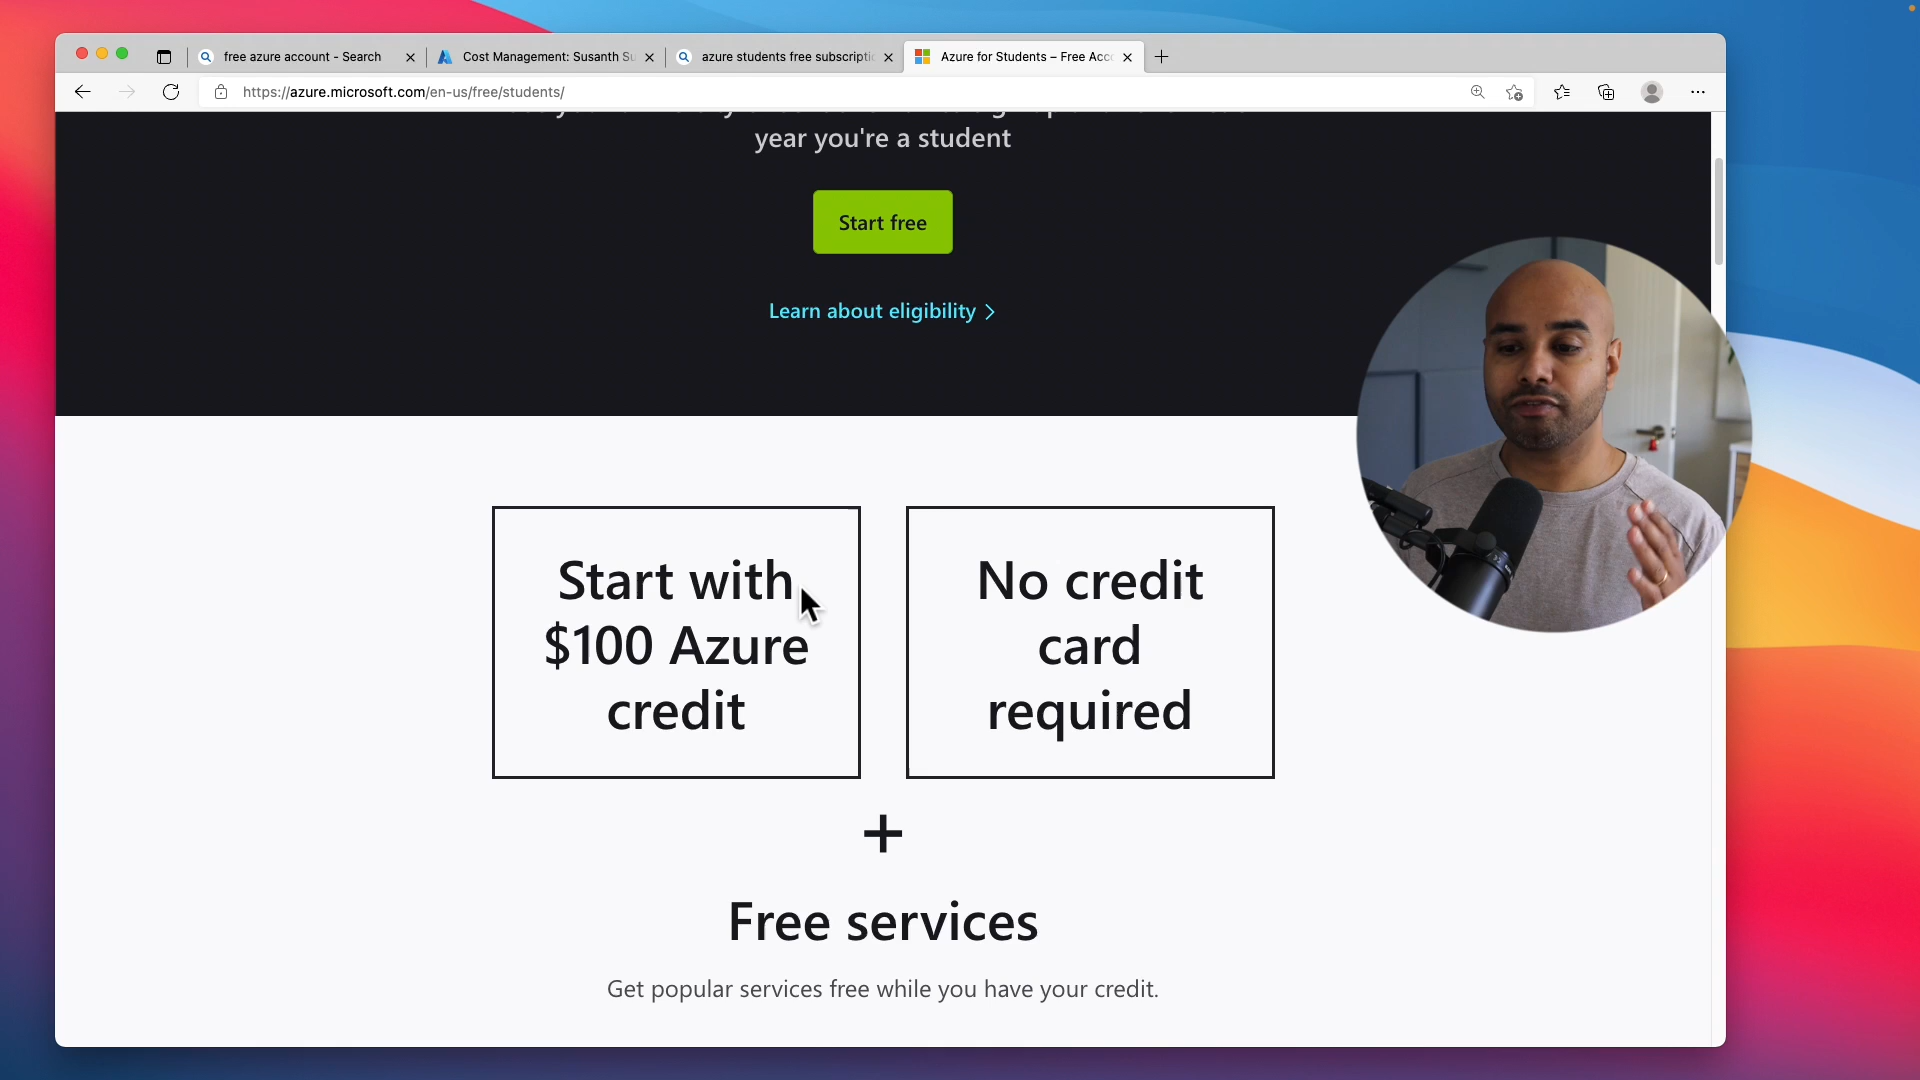 free azure account - Search
Cost Management: Susanth Su
azure students free subscripti
Azure for Students – Free Acc
https://azure.microsoft.com/en-us/free/students/
year you're a student
Start free
Learn about eligibility
Start with
$100 Azure
credit
No credit
card
required
+
Free services
Get popular services free while you have your credit.